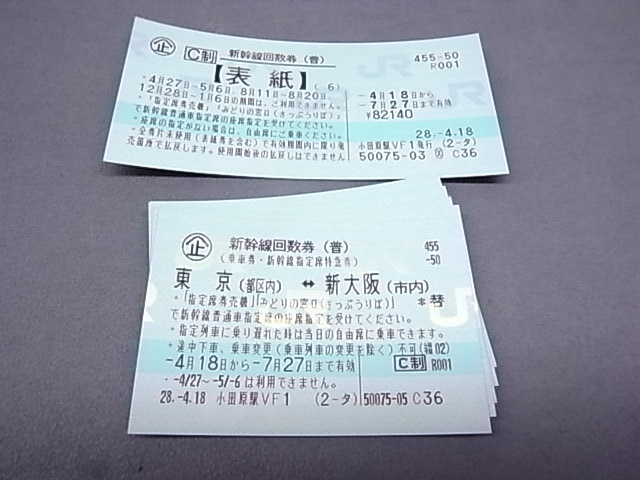 企 C制 新幹線回数券(普) 455-50
R001
【表紙】 (-6)
・4月27日~5月6日、8月11日~8月20日、
12月28日~1月6日の期間は、ご利用できません。
・「指定席券売機」「みどりの窓口(きっぷうりば)」
で新幹線普通車指定席の座席指定を受けてください。
・座席の指定がない場合は、自由席にご乗車ください。
・全券片未使用(表紙券を含む)で有効期間内に限り発
売箇所で払戻します。使用開始後の払戻しはできません
-4月18日から
-7月27日まで有効
¥82140
28.-4.18
小田原駅VF1発行 (2-タ)
50075-03 C36
企 新幹線回数券(普) 455
(乗車券・新幹線指定席特急券) -50
東 京(都区内) ↔ 新大阪(市内)
・「指定席券売機」「みどりの窓口(きっぷうりば)」 *替
で新幹線普通車指定席の座席指定を受けてください。
・指定列車に乗り遅れた時は当日の自由席に乗車できます。
・途中下車、乗車変更(乗車列車の変更を除く)不可(繰02)
-4月18日から-7月27日まで有効 C制 R001
・-4/27~-5/-6は利用できません。
28.-4.18 小田原駅VF1 (2-タ) 50075-05 C36